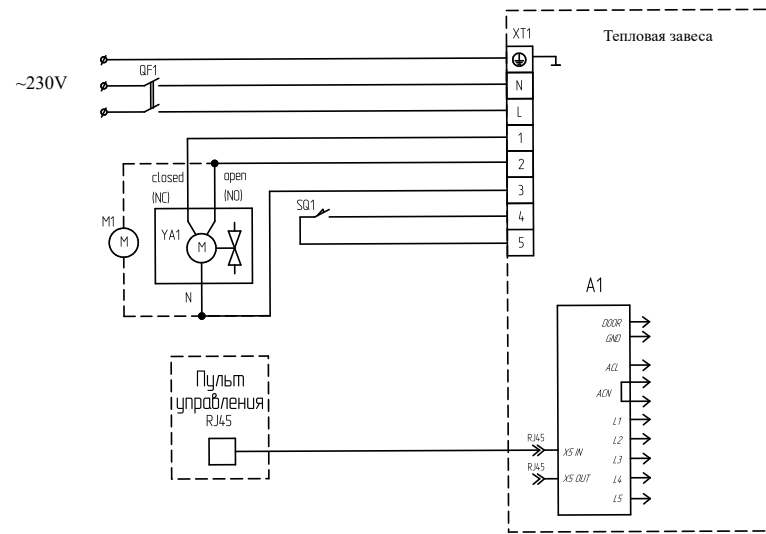 XT1
Тепловая завеса
~230V
QF1
N
L
1
closed
(NC)
open
(NO)
2
3
SQ1
4
5
M1
M
YA1
M
N
A1
DOOR
GND
ACL
ACN
L1
L2
L3
L4
L5
Пульт
управления
RJ45
RJ45
X5 IN
RJ45
X5 OUT